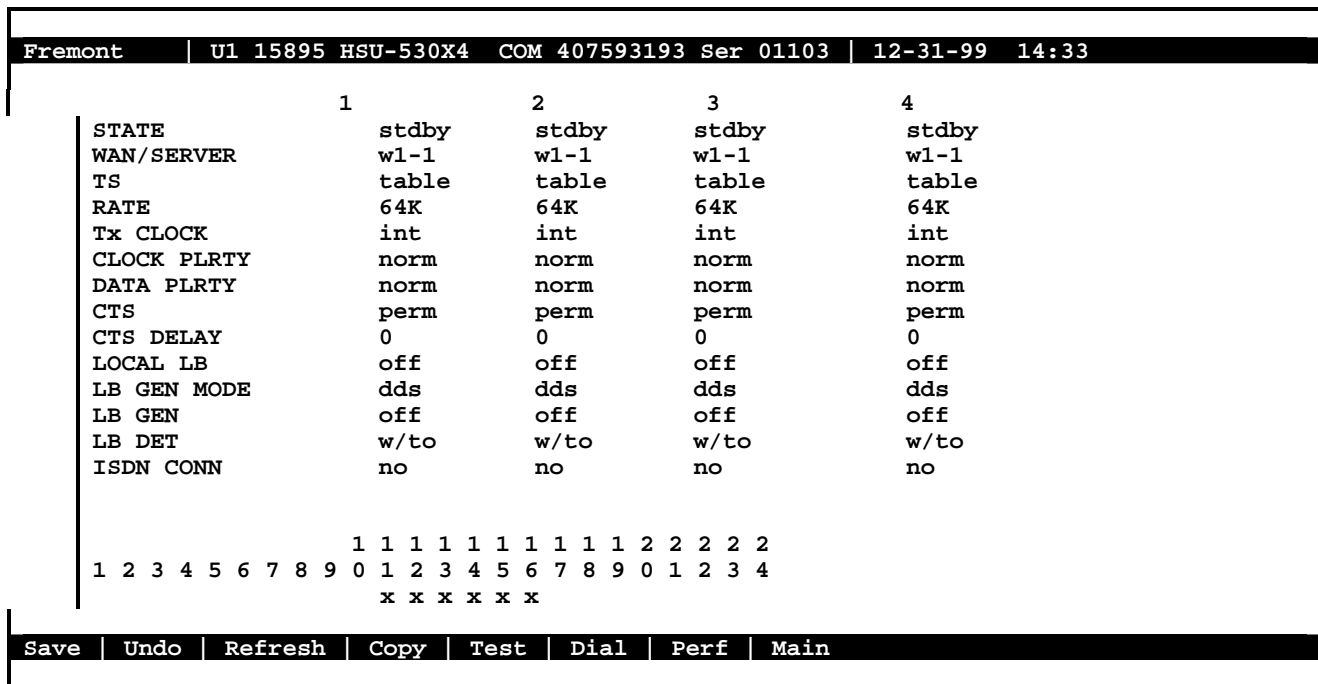 Fremont | U1 15895 HSU-530X4 COM 407593193 Ser 01103 | 12-31-99 14:33
1 2 3 4
STATE stdby stdby stdby stdby
WAN/SERVER w1-1 w1-1 w1-1 w1-1
TS table table table table
RATE 64K 64K 64K 64K
Tx CLOCK int int int int
CLOCK PLRTY norm norm norm norm
DATA PLRTY norm norm norm norm
CTS perm perm perm perm
CTS DELAY 0 0 0 0
LOCAL LB off off off off
LB GEN MODE dds dds dds dds
LB GEN off off off off
LB DET w/to w/to w/to w/to
ISDN CONN no no no no
1 1 1 1 1 1 1 1 1 1 2 2 2 2 2
1 2 3 4 5 6 7 8 9 0 1 2 3 4 5 6 7 8 9 0 1 2 3 4
x x x x x x
Save | Undo | Refresh | Copy | Test | Dial | Perf | Main